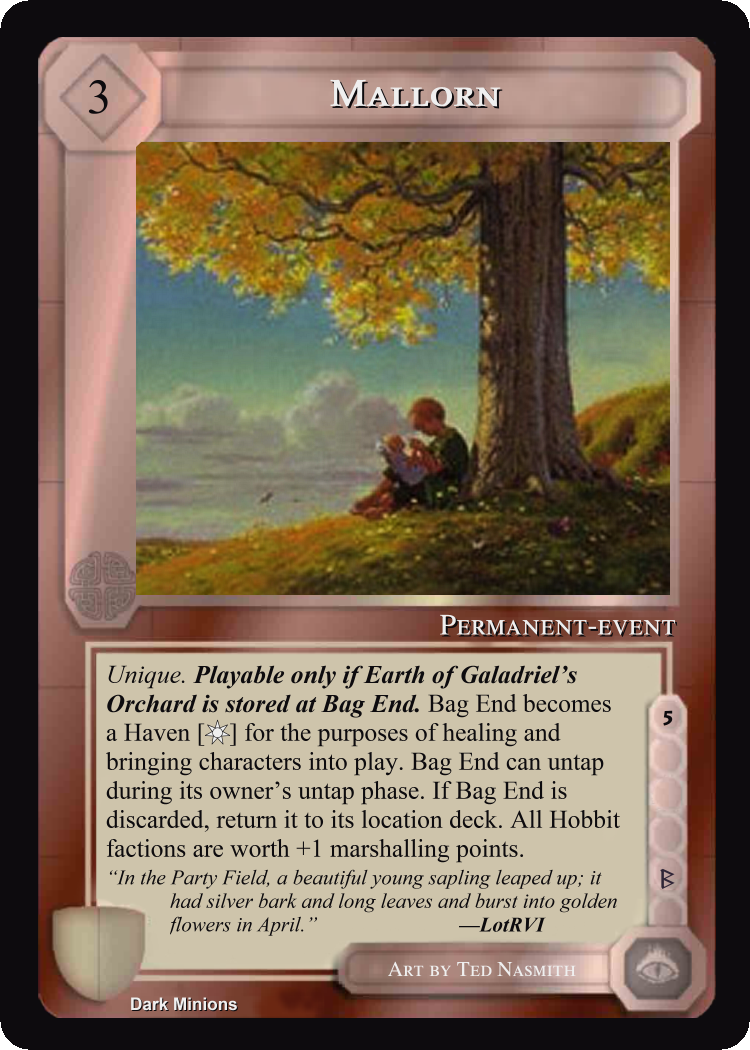 3
Mallorn
Permanent-event
Unique. Playable only if Earth of Galadriel's
Orchard is stored at Bag End. Bag End becomes
a Haven [] for the purposes of healing and
bringing characters into play. Bag End can untap
during its owner's untap phase. If Bag End is
discarded, return it to its location deck. All Hobbit
factions are worth +1 marshalling points.
5
"In the Party Field, a beautiful young sapling leaped up; it
had silver bark and long leaves and burst into golden
flowers in April." —LotRVI
ᛒ
Art by Ted Nasmith
Dark Minions